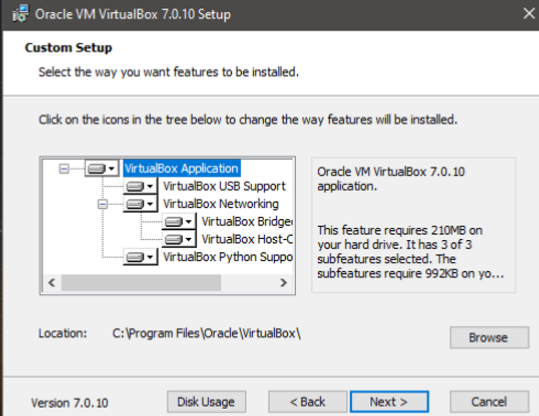 Oracle VM VirtualBox 7.0.10 Setup
Custom Setup
Select the way you want features to be installed.
Click on the icons in the tree below to change the way features will be installed.
VirtualBox Application
VirtualBox USB Support
VirtualBox Networking
VirtualBox Bridge
VirtualBox Host-C
VirtualBox Python Suppo
Oracle VM VirtualBox 7.0.10
application.
This feature requires 210MB on
your hard drive. It has 3 of 3
subfeatures selected. The
subfeatures require 992KB on yo...
Location: C:\Program Files\Oracle\VirtualBox\
Browse
Version 7.0.10
Disk Usage
< Back
Next >
Cancel